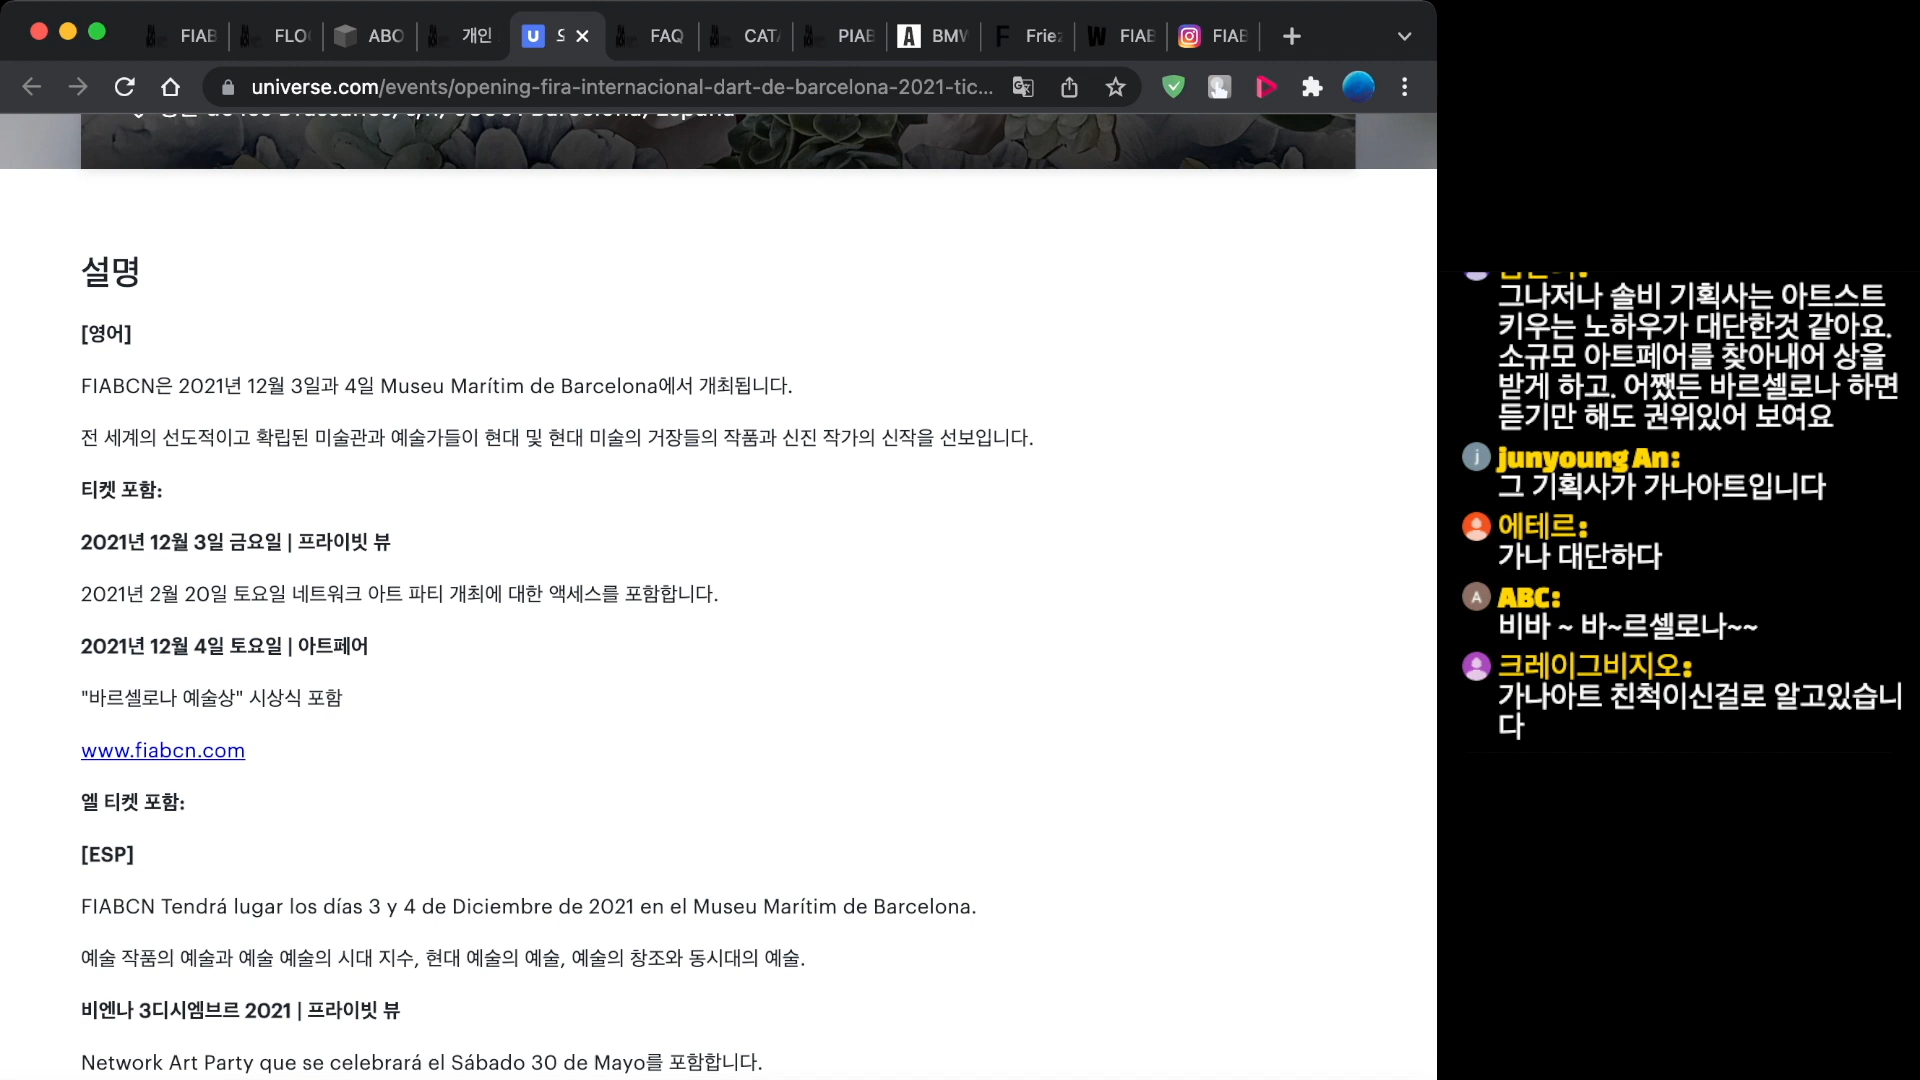 FIAB
FLO
ABO
개인
FAQ
CAT
PIAB
BMW
Frie
FIAB
FIAB
universe.com/events/opening-fira-internacional-dart-de-barcelona-2021-tic...
설명
[영어]
FIABCN은 2021년 12월 3일과 4일 Museu Marítim de Barcelona에서 개최됩니다.
전 세계의 선도적이고 확립된 미술관과 예술가들이 현대 및 현대 미술의 거장들의 작품과 신진 작가의 신작을 선보입니다.
티켓 포함:
2021년 12월 3일 금요일 | 프라이빗 뷰
2021년 2월 20일 토요일 네트워크 아트 파티 개최에 대한 액세스를 포함합니다.
2021년 12월 4일 토요일 | 아트페어
"바르셀로나 예술상" 시상식 포함
www.fiabcn.com
엘 티켓 포함:
[ESP]
FIABCN Tendrá lugar los días 3 y 4 de Diciembre de 2021 en el Museu Marítim de Barcelona.
예술 작품의 예술과 예술 예술의 시대 지수, 현대 예술의 예술, 예술의 창조와 동시대의 예술.
비엔나 3디시엠브르 2021 | 프라이빗 뷰
Network Art Party que se celebrará el Sábado 30 de Mayo를 포함합니다.
그나저나 솔비 기획사는 아트스트
키우는 노하우가 대단한것 같아요.
소규모 아트페어를 찾아내어 상을
받게 하고. 어쨌든 바르셀로나 하면
듣기만 해도 권위있어 보여요
junyoung An:
그 기획사가 가나아트입니다
에테르:
가나 대단하다
ABC:
비바 ~ 바~르셀로나~~
크레이그비지오:
가나아트 친척이신걸로 알고있습니
다